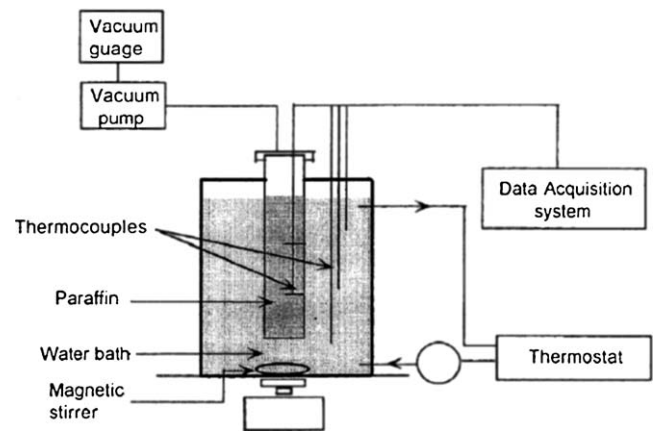 Vacuum
guage
Vacuum
pump
Data Acquisition
system
Thermocouples
Paraffin
Water bath
Thermostat
Magnetic
stirrer